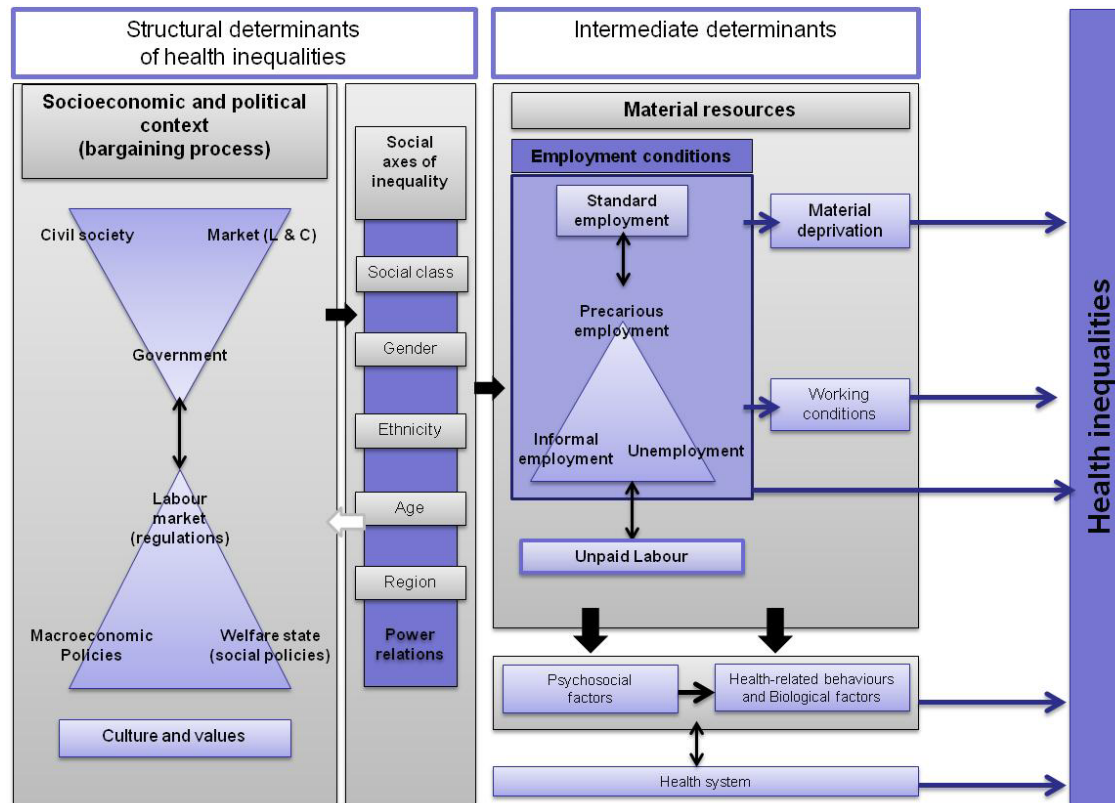 Structural determinants
of health inequalities
Intermediate determinants
Socioeconomic and political
context
(bargaining process)
Civil society
Market (L & C)
Government
Labour
market
(regulations)
Macroeconomic
Policies
Welfare state
(social policies)
Culture and values
Social
axes of
inequality
Social class
Gender
Ethnicity
Age
Region
Power
relations
Material resources
Employment conditions
Standard
employment
Precarious
employment
Informal
employment
Unemployment
Unpaid Labour
Material
deprivation
Working
conditions
Psychosocial
factors
Health-related behaviours
and Biological factors
Health system
Health inequalities